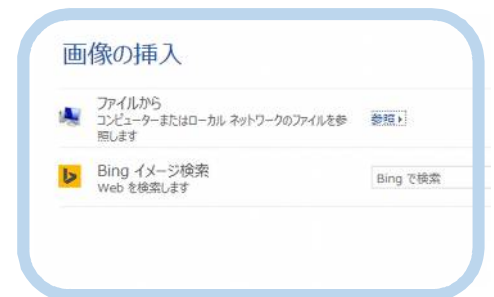 画像の挿入
ファイルから
コンピューターまたはローカル ネットワークのファイルを参
照します
参照
Bing イメージ検索
Web を検索します
Bing で検索